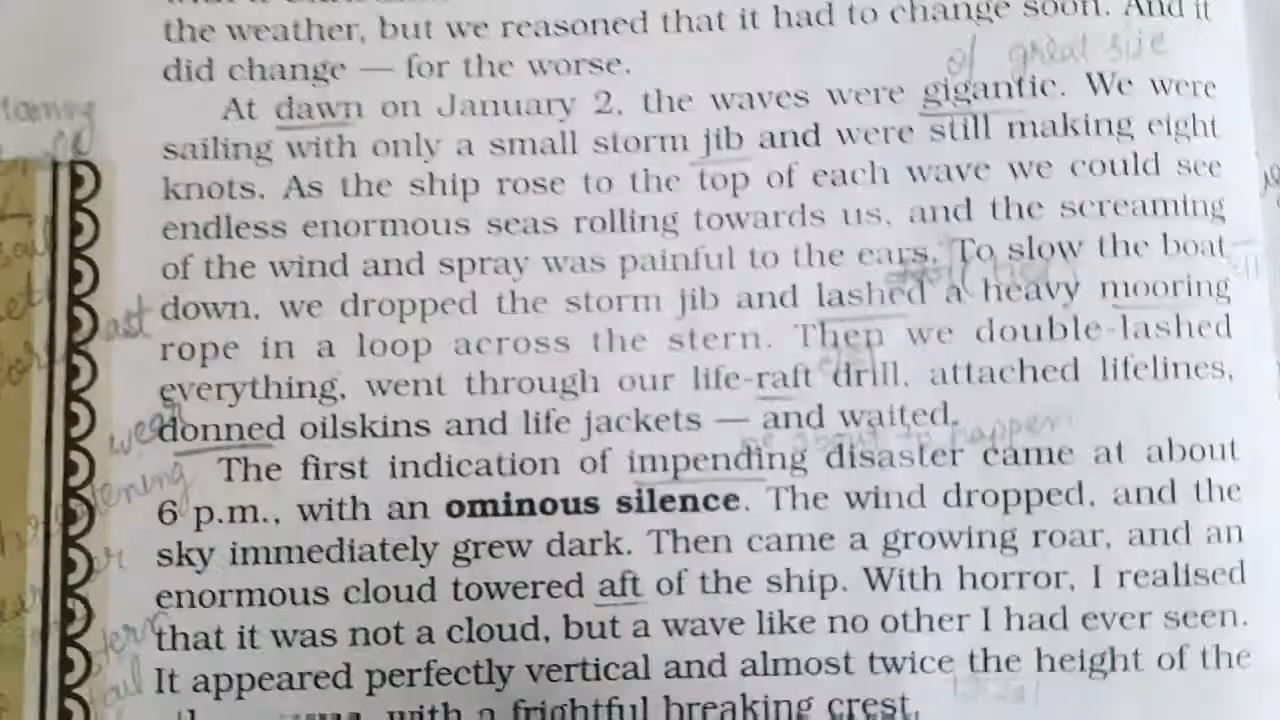 the weather, but we reasoned that it had to change soon. And it
did change — for the worse.
of great size
At dawn on January 2, the waves were gigantic. We were
sailing with only a small storm jib and were still making eight
knots. As the ship rose to the top of each wave we could see
endless enormous seas rolling towards us, and the screaming
of the wind and spray was painful to the ears. To slow the boat
down, we dropped the storm jib and lashed a heavy mooring
rope in a loop across the stern. Then we double-lashed
everything, went through our life-raft drill, attached lifelines,
donned oilskins and life jackets — and waited.
be about to happen
The first indication of impending disaster came at about
6 p.m., with an ominous silence. The wind dropped, and the
sky immediately grew dark. Then came a growing roar, and an
enormous cloud towered aft of the ship. With horror, I realised
that it was not a cloud, but a wave like no other I had ever seen.
It appeared perfectly vertical and almost twice the height of the
with a frightful breaking crest.